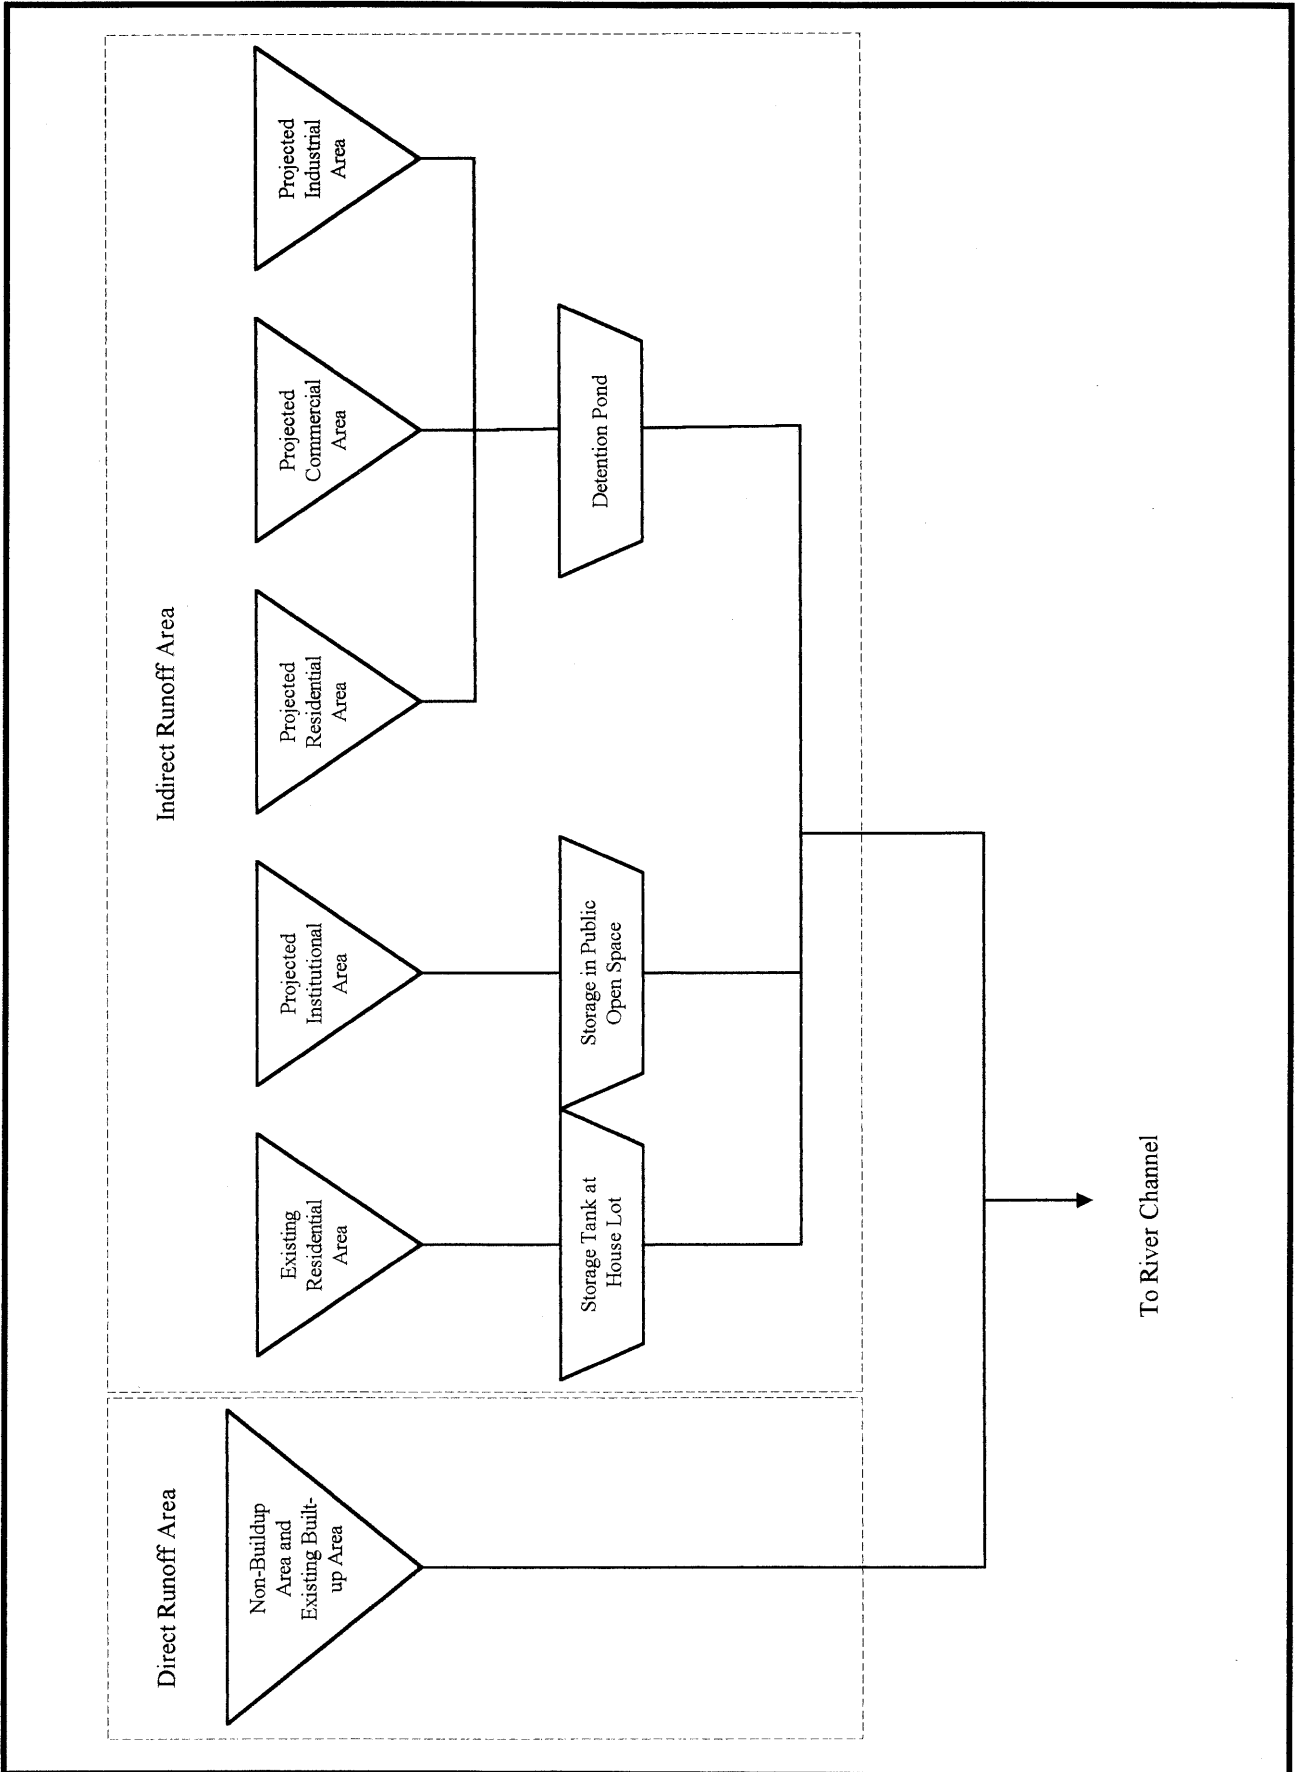 Direct Runoff Area
Indirect Runoff Area
Non-Buildup
Area and
Existing Built-
up Area
Existing
Residential
Area
Projected
Institutional
Area
Projected
Residential
Area
Projected
Commercial
Area
Projected
Industrial
Area
Storage Tank at
House Lot
Storage in Public
Open Space
Detention Pond
To River Channel